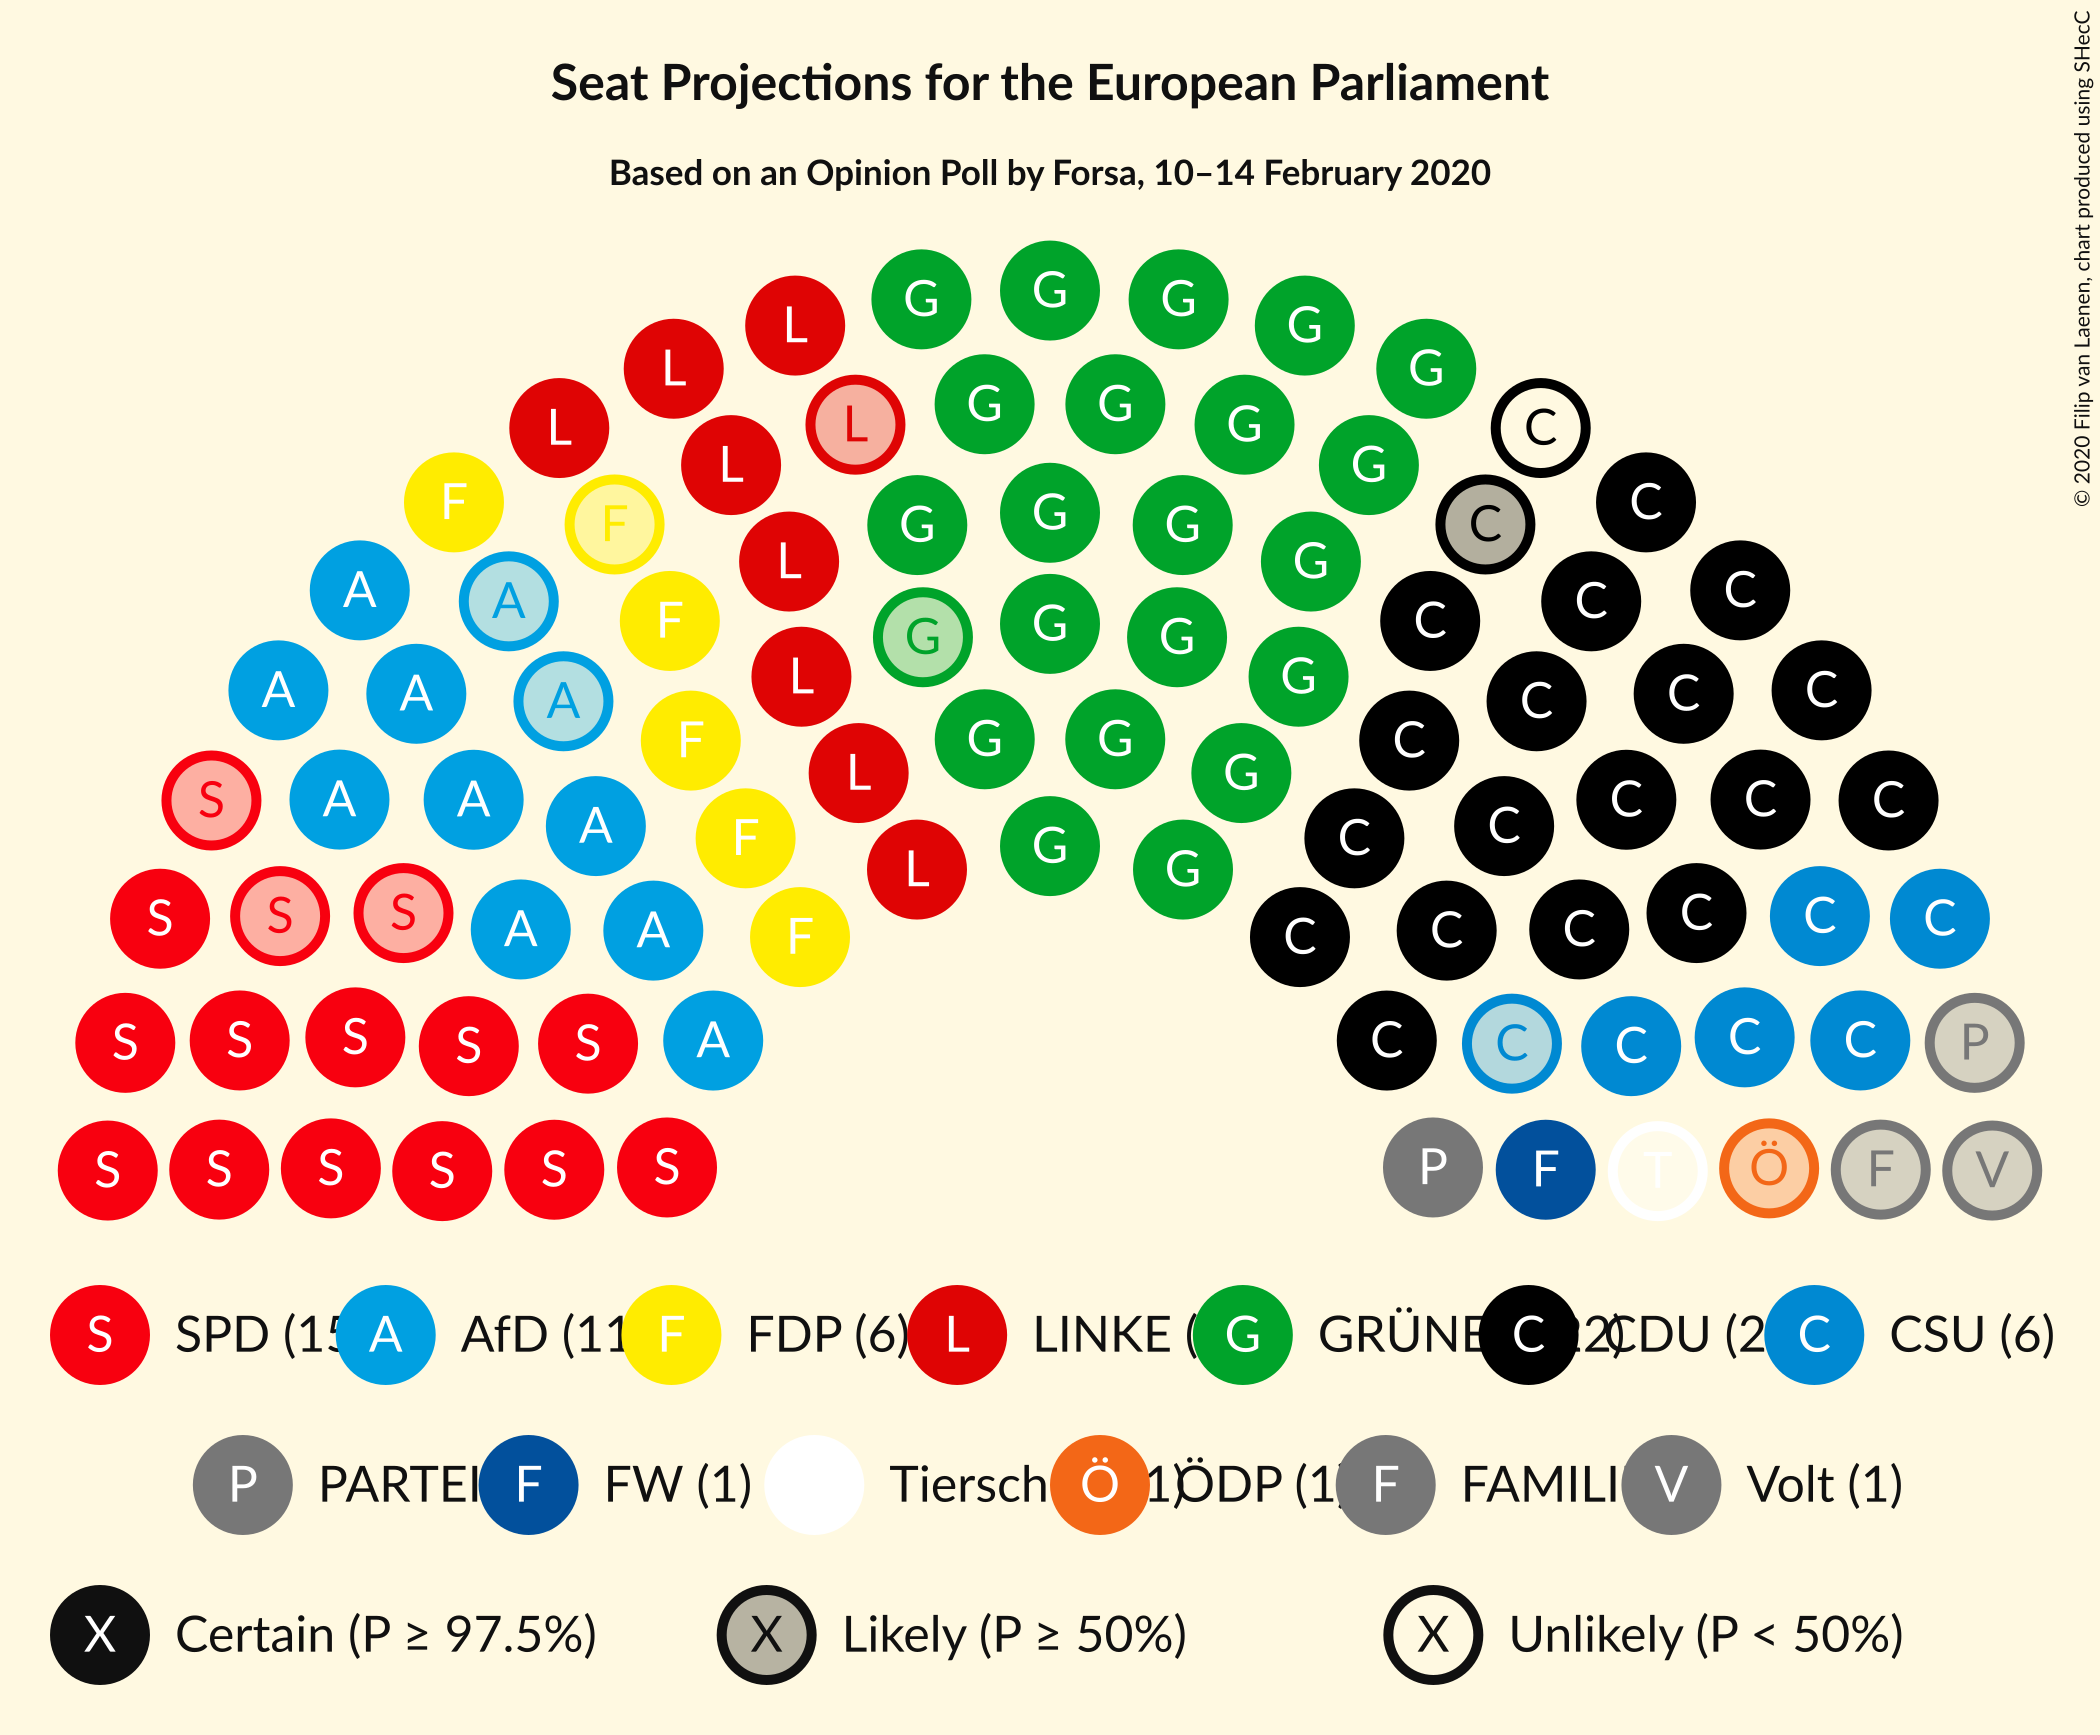 Seat Projections for the European Parliament
Based on an Opinion Poll by Forsa, 10–14 February 2020
© 2020 Filip van Laenen, chart produced using SHecC
G G G G G
L L L C
G G G G
L L F F C C C
G G G G
L F A A C C C
G G G G
L L F A A A A C C C C C
G G G
L F A A A S C C C C C C
G G
L F A A S S S C C C C C C
S S S S S A C C C C C P
S S S S S S P F T Ö F V
S SPD (15 A AfD (11 F FDP (6) L LINKE ( G GRÜNE 22) C CDU (2 C CSU (6)
P PARTEI F FW (1) Tiersch 1) Ö ÖDP (1) F FAMILI V Volt (1)
X Certain (P ≥ 97.5%) X Likely (P ≥ 50%) X Unlikely (P < 50%)